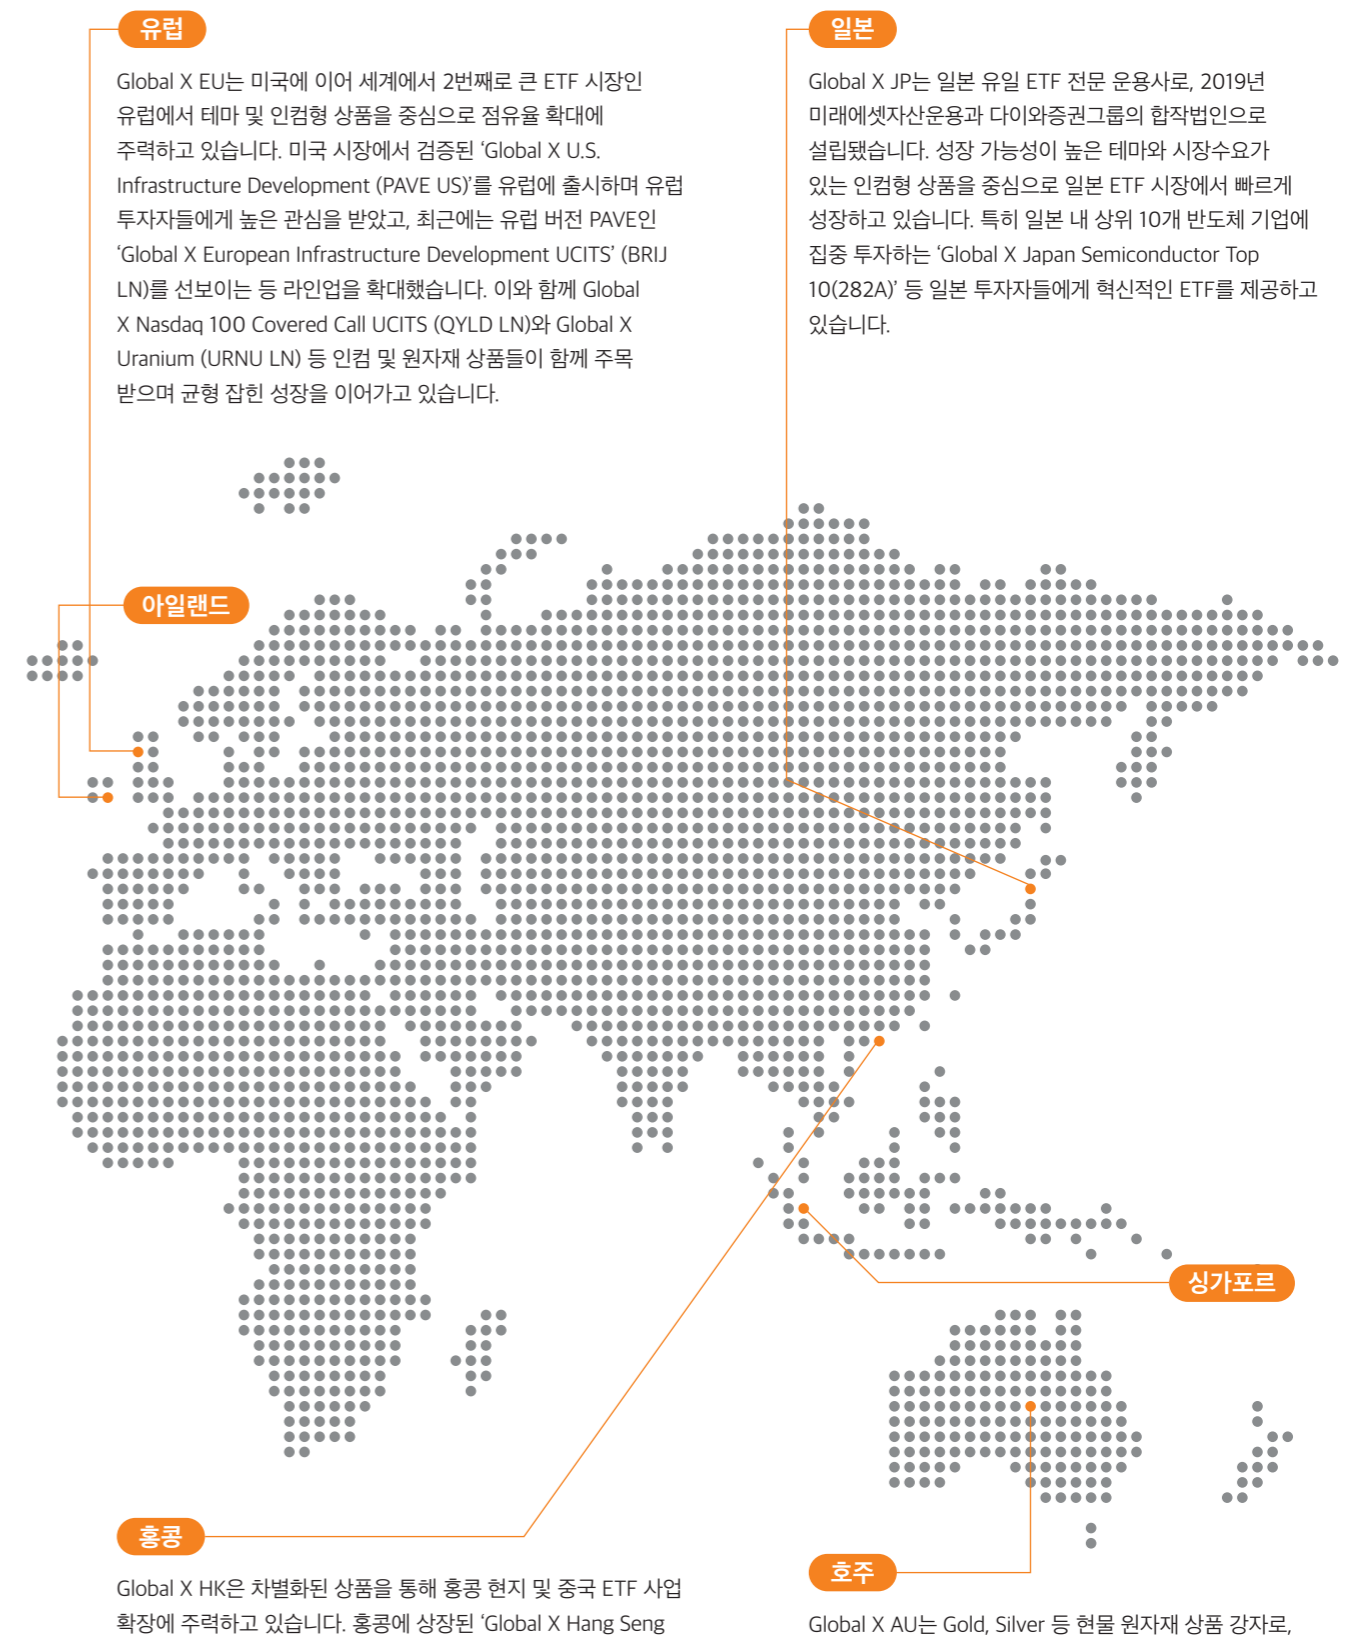 유럽
Global X EU는 미국에 이어 세계에서 2번째로 큰 ETF 시장인
유럽에서 테마 및 인컴형 상품을 중심으로 점유율 확대에
주력하고 있습니다. 미국 시장에서 검증된 ‘Global X U.S.
Infrastructure Development (PAVE US)’를 유럽에 출시하며 유럽
투자자들에게 높은 관심을 받았고, 최근에는 유럽 버전 PAVE인
‘Global X European Infrastructure Development UCITS’ (BRIJ
LN)를 선보이는 등 라인업을 확대했습니다. 이와 함께 Global
X Nasdaq 100 Covered Call UCITS (QYLD LN)와 Global X
Uranium (URNU LN) 등 인컴 및 원자재 상품들이 함께 주목
받으며 균형 잡힌 성장을 이어가고 있습니다.
일본
Global X JP는 일본 유일 ETF 전문 운용사로, 2019년
미래에셋자산운용과 다이와증권그룹의 합작법인으로
설립됐습니다. 성장 가능성이 높은 테마와 시장수요가
있는 인컴형 상품을 중심으로 일본 ETF 시장에서 빠르게
성장하고 있습니다. 특히 일본 내 상위 10개 반도체 기업에
집중 투자하는 ‘Global X Japan Semiconductor Top
10(282A)’ 등 일본 투자자들에게 혁신적인 ETF를 제공하고
있습니다.
아일랜드
싱가포르
홍콩
Global X HK은 차별화된 상품을 통해 홍콩 현지 및 중국 ETF 사업
확장에 주력하고 있습니다. 홍콩에 상장된 ‘Global X Hang Seng
호주
Global X AU는 Gold, Silver 등 현물 원자재 상품 강자로,